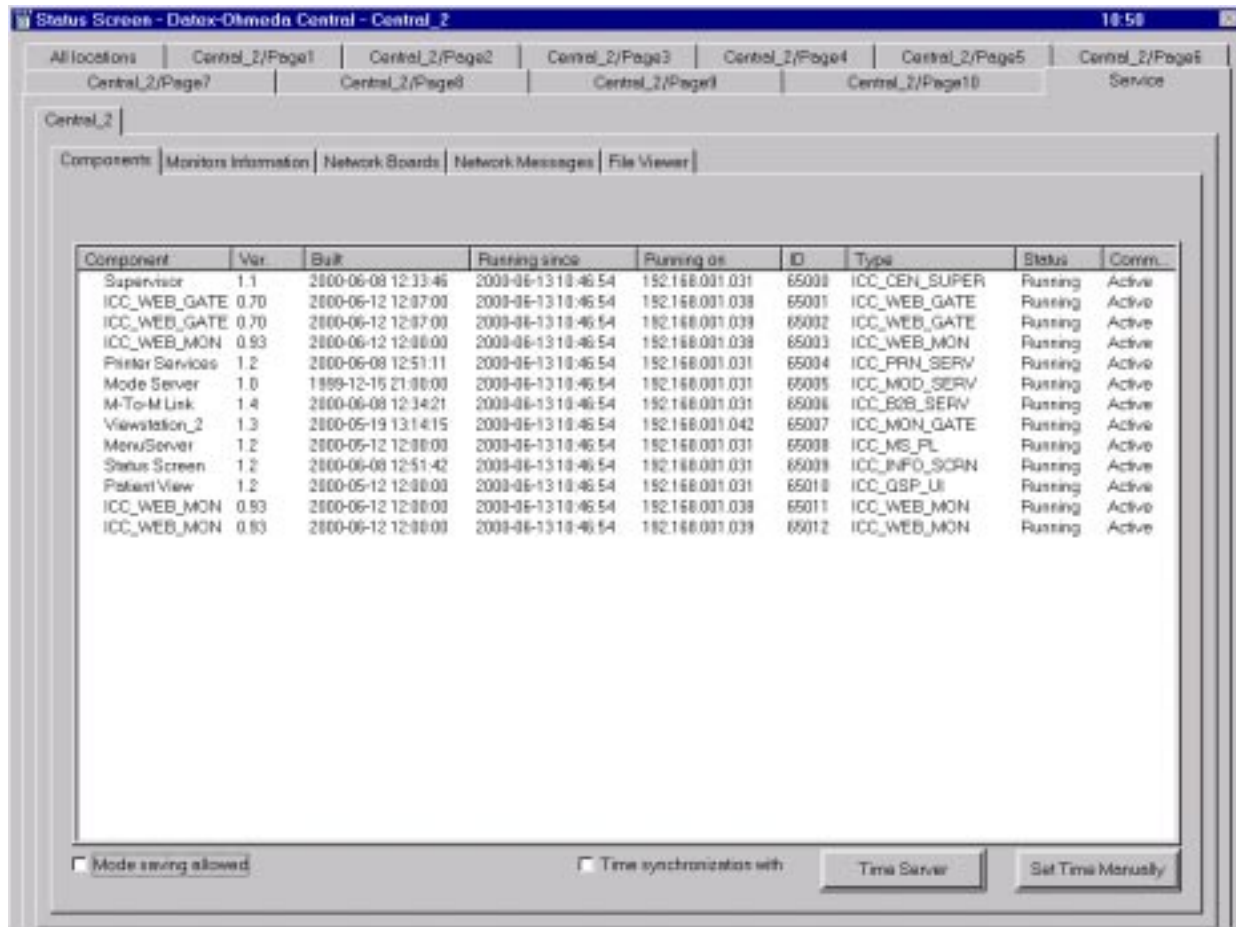 Status Screen - Datex-Ohmeda Central - Central_2 10:50
All locations Central_2/Page1 Central_2/Page2 Central_2/Page3 Central_2/Page4 Central_2/Page5 Central_2/Page6
Central_2/Page7 Central_2/Page8 Central_2/Page9 Central_2/Page10 Service
Central_2
Components Monitors Information Network Boards Network Messages File Viewer
Component Ver. Built Running since Running on ID Type Status Comm...
Supervisor 1.1 2000-06-08 12:33:46 2000-06-13 10:46:54 192.168.001.031 65000 ICC_CEN_SUPER Running Active
ICC_WEB_GATE 0.70 2000-06-12 12:07:00 2000-06-13 10:46:54 192.168.001.038 65001 ICC_WEB_GATE Running Active
ICC_WEB_GATE 0.70 2000-06-12 12:07:00 2000-06-13 10:46:54 192.168.001.039 65002 ICC_WEB_GATE Running Active
ICC_WEB_MON 0.93 2000-06-12 12:00:00 2000-06-13 10:46:54 192.168.001.038 65003 ICC_WEB_MON Running Active
Printer Services 1.2 2000-06-08 12:51:11 2000-06-13 10:46:54 192.168.001.031 65004 ICC_PRN_SERV Running Active
Mode Server 1.0 1999-12-15 21:00:00 2000-06-13 10:46:54 192.168.001.031 65005 ICC_MOD_SERV Running Active
M-To-M Link 1.4 2000-06-08 12:34:21 2000-06-13 10:46:54 192.168.001.031 65006 ICC_B2B_SERV Running Active
Viewstation_2 1.3 2000-05-19 13:14:15 2000-06-13 10:46:54 192.168.001.042 65007 ICC_MON_GATE Running Active
MenuServer 1.2 2000-05-12 12:00:00 2000-06-13 10:46:54 192.168.001.031 65008 ICC_MS_PL Running Active
Status Screen 1.2 2000-06-08 12:51:42 2000-06-13 10:46:54 192.168.001.031 65009 ICC_INFO_SCRN Running Active
Patient View 1.2 2000-05-12 12:00:00 2000-06-13 10:46:54 192.168.001.031 65010 ICC_GSP_UI Running Active
ICC_WEB_MON 0.93 2000-06-12 12:00:00 2000-06-13 10:46:54 192.168.001.038 65011 ICC_WEB_MON Running Active
ICC_WEB_MON 0.93 2000-06-12 12:00:00 2000-06-13 10:46:54 192.168.001.039 65012 ICC_WEB_MON Running Active
Mode saving allowed Time synchronization with Time Server Set Time Manually